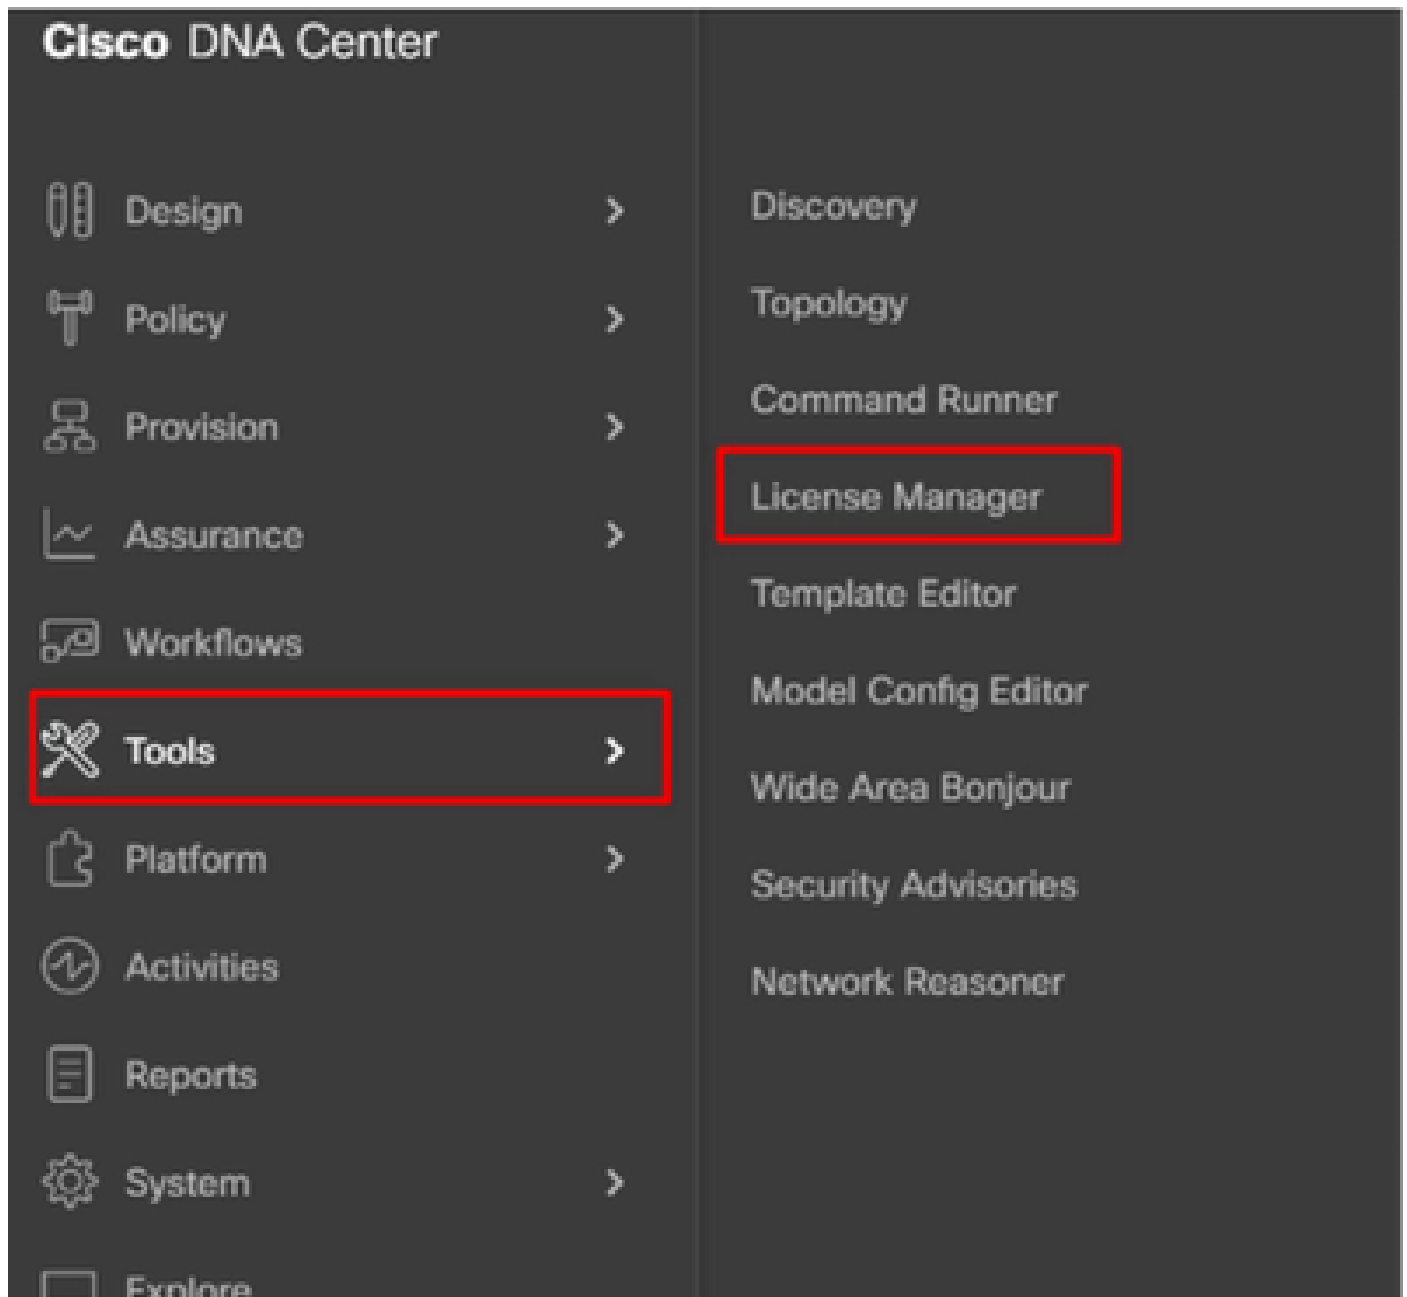 Cisco DNA Center
Design
Policy
Provision
Assurance
Workflows
Tools
Platform
Activities
Reports
System
Explore
Discovery
Topology
Command Runner
License Manager
Template Editor
Model Config Editor
Wide Area Bonjour
Security Advisories
Network Reasoner